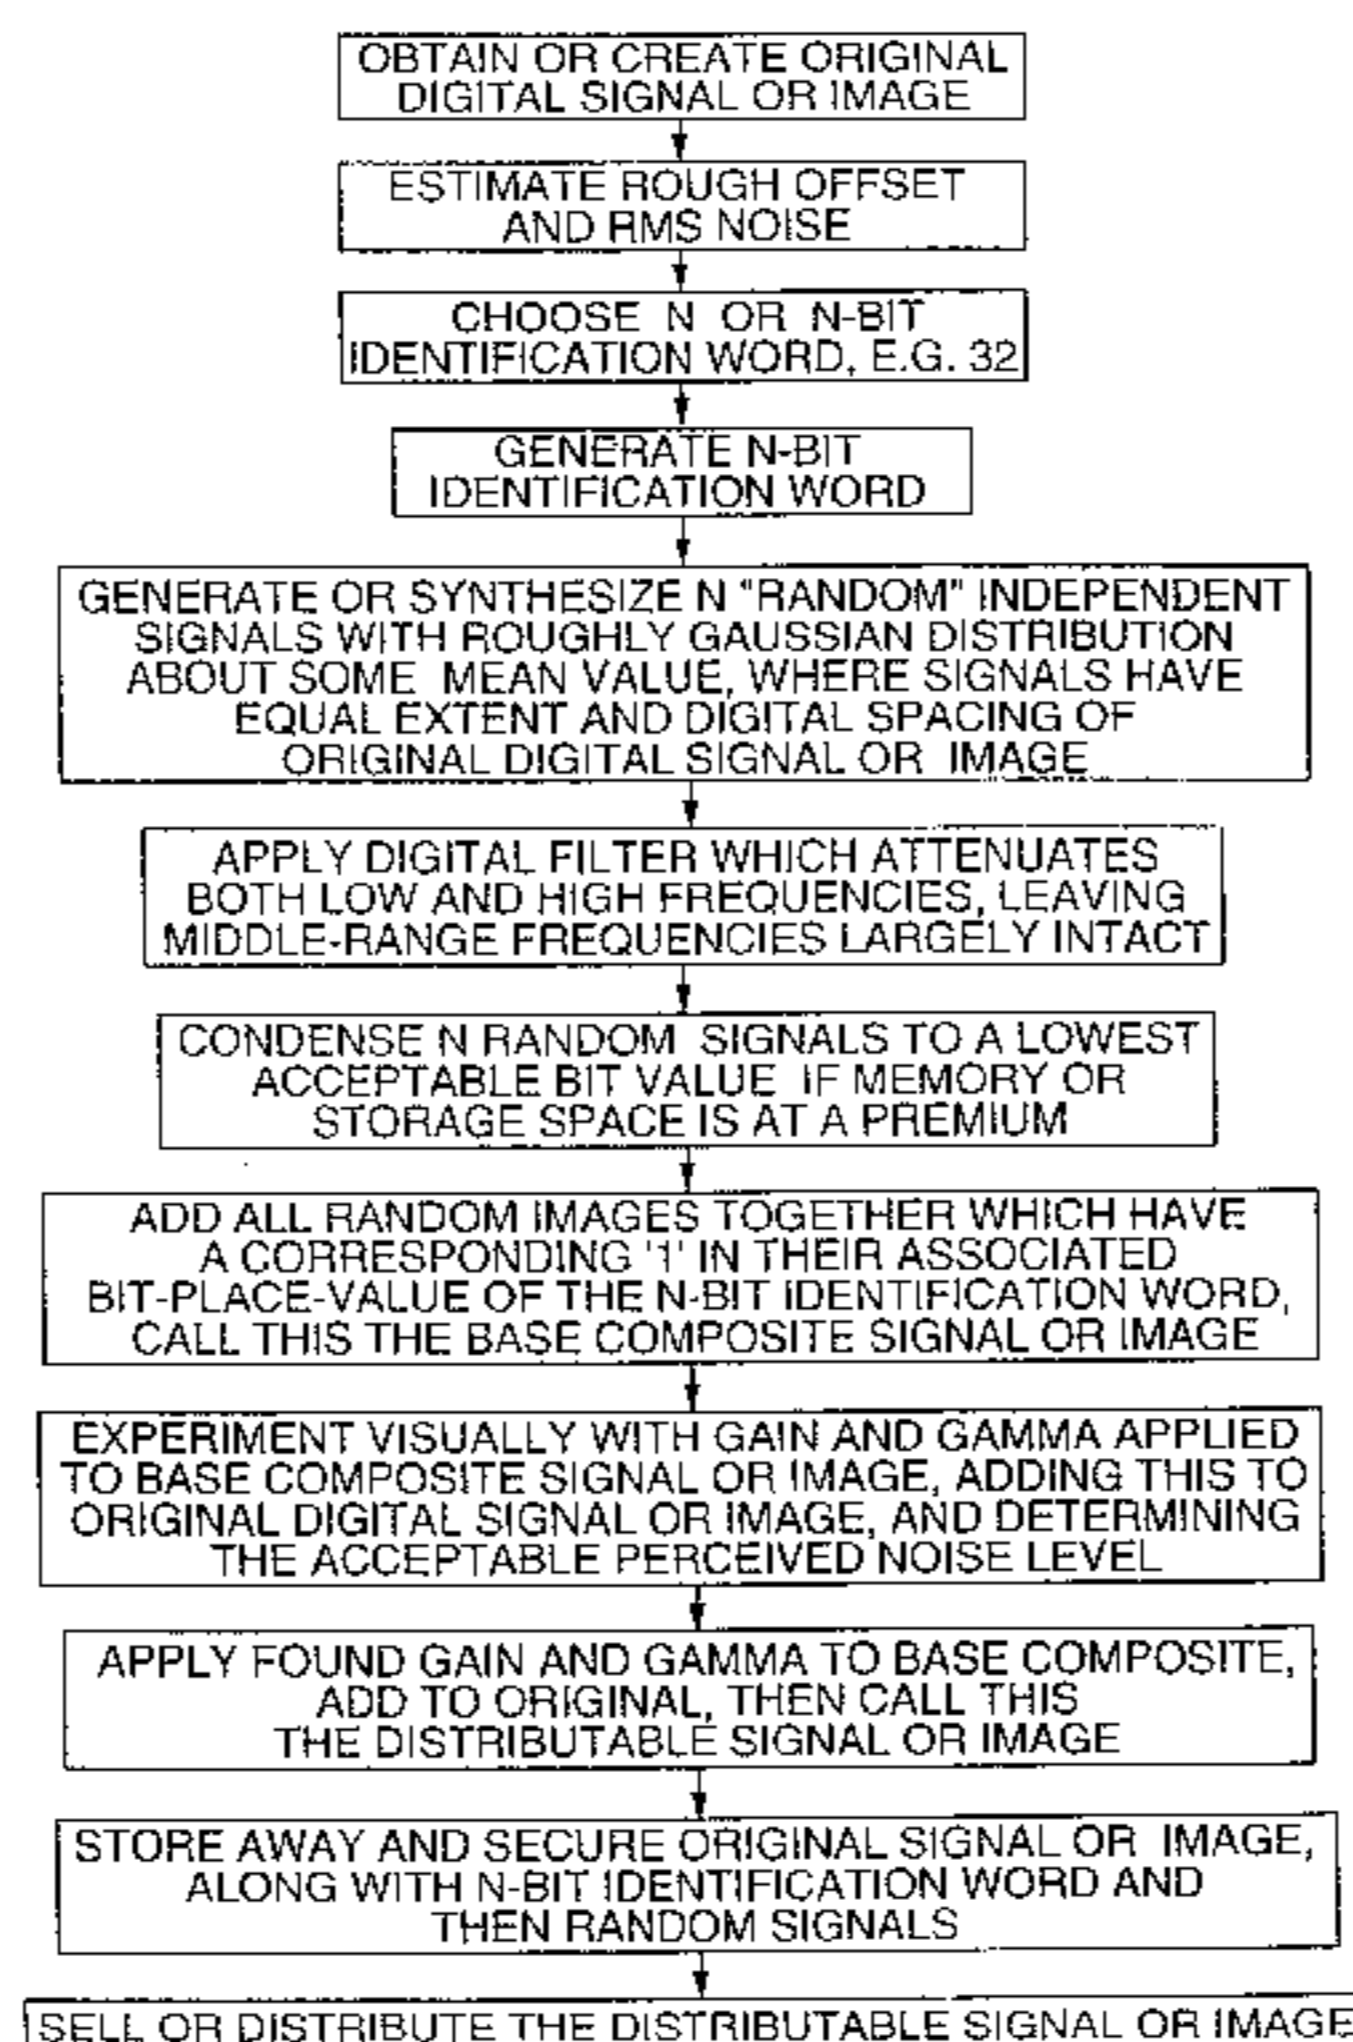 OBTAIN OR CREATE ORIGINAL
DIGITAL SIGNAL OR IMAGE
ESTIMATE ROUGH OFFSET
AND RMS NOISE
CHOOSE N OR N-BIT
IDENTIFICATION WORD, E.G. 32
GENERATE N-BIT
IDENTIFICATION WORD
GENERATE OR SYNTHESIZE N "RANDOM" INDEPENDENT
SIGNALS WITH ROUGHLY GAUSSIAN DISTRIBUTION
ABOUT SOME MEAN VALUE, WHERE SIGNALS HAVE
EQUAL EXTENT AND DIGITAL SPACING OF
ORIGINAL DIGITAL SIGNAL OR IMAGE
APPLY DIGITAL FILTER WHICH ATTENUATES
BOTH LOW AND HIGH FREQUENCIES, LEAVING
MIDDLE-RANGE FREQUENCIES LARGELY INTACT
CONDENSE N RANDOM SIGNALS TO A LOWEST
ACCEPTABLE BIT VALUE IF MEMORY OR
STORAGE SPACE IS AT A PREMIUM
ADD ALL RANDOM IMAGES TOGETHER WHICH HAVE
A CORRESPONDING '1' IN THEIR ASSOCIATED
BIT-PLACE-VALUE OF THE N-BIT IDENTIFICATION WORD,
CALL THIS THE BASE COMPOSITE SIGNAL OR IMAGE
EXPERIMENT VISUALLY WITH GAIN AND GAMMA APPLIED
TO BASE COMPOSITE SIGNAL OR IMAGE, ADDING THIS TO
ORIGINAL DIGITAL SIGNAL OR IMAGE, AND DETERMINING
THE ACCEPTABLE PERCEIVED NOISE LEVEL
APPLY FOUND GAIN AND GAMMA TO BASE COMPOSITE,
ADD TO ORIGINAL, THEN CALL THIS
THE DISTRIBUTABLE SIGNAL OR IMAGE
STORE AWAY AND SECURE ORIGINAL SIGNAL OR IMAGE,
ALONG WITH N-BIT IDENTIFICATION WORD AND
THEN RANDOM SIGNALS
SELL OR DISTRIBUTE THE DISTRIBUTABLE SIGNAL OR IMAGE